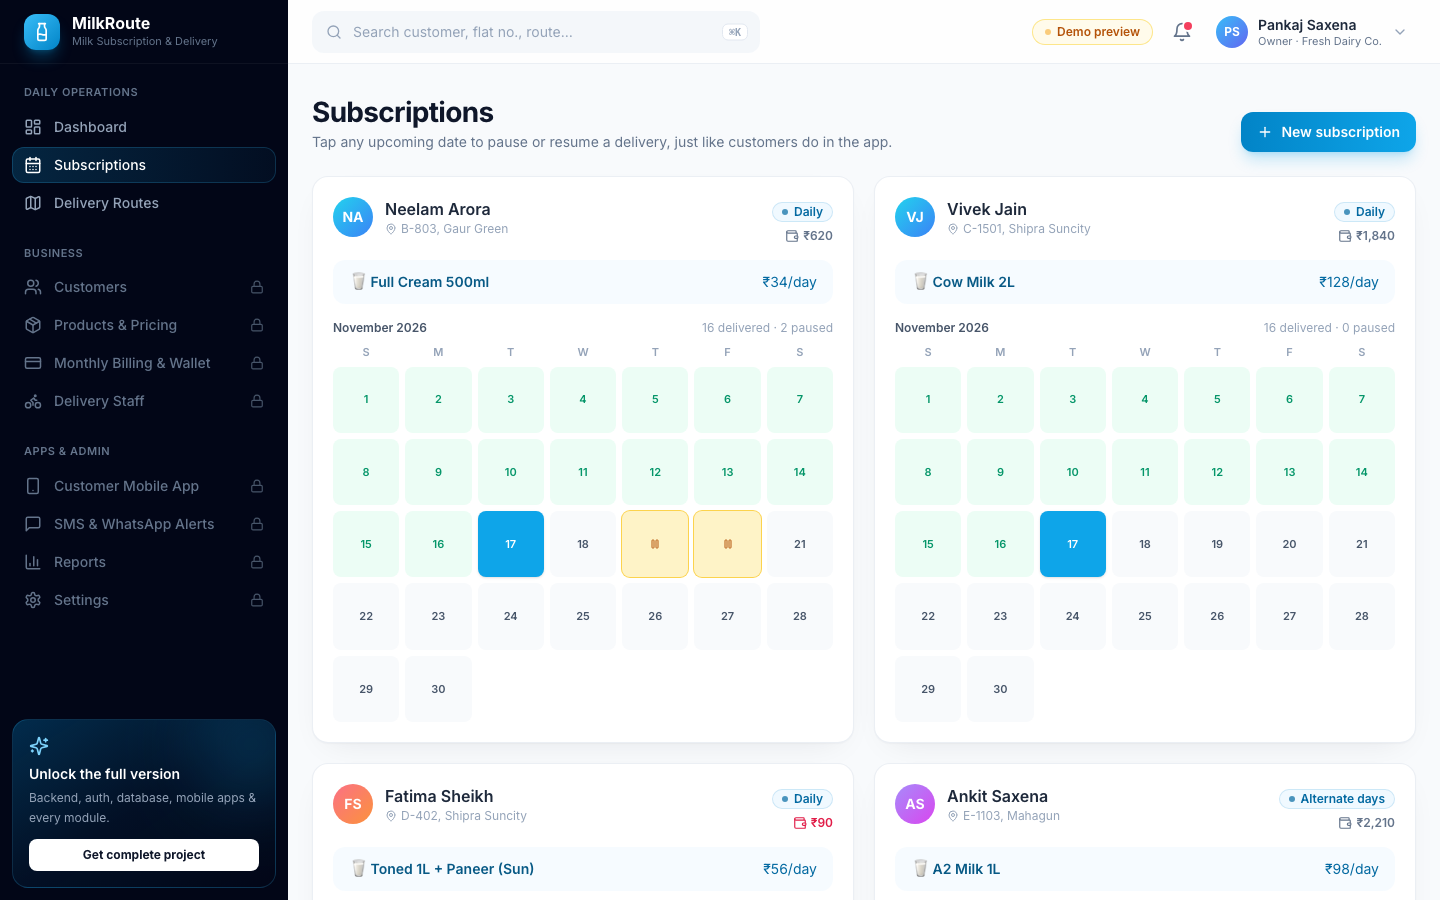 MilkRoute
Milk Subscription & Delivery
DAILY OPERATIONS
Dashboard
Subscriptions
Delivery Routes
BUSINESS
Customers
Products & Pricing
Monthly Billing & Wallet
Delivery Staff
APPS & ADMIN
Customer Mobile App
SMS & WhatsApp Alerts
Reports
Settings
Unlock the full version
Backend, auth, database, mobile apps &
every module.
Get complete project
Search customer, flat no., route...
⌘K
Demo preview
PS
Pankaj Saxena
Owner · Fresh Dairy Co.
Subscriptions
Tap any upcoming date to pause or resume a delivery, just like customers do in the app.
New subscription
NA
Neelam Arora
B-803, Gaur Green
Daily
₹620
Full Cream 500ml
₹34/day
November 2026
16 delivered · 2 paused
S M T W T F S
1 2 3 4 5 6 7
8 9 10 11 12 13 14
15 16 17 18 21
22 23 24 25 26 27 28
29 30
VJ
Vivek Jain
C-1501, Shipra Suncity
Daily
₹1,840
Cow Milk 2L
₹128/day
November 2026
16 delivered · 0 paused
S M T W T F S
1 2 3 4 5 6 7
8 9 10 11 12 13 14
15 16 17 18 19 20 21
22 23 24 25 26 27 28
29 30
FS
Fatima Sheikh
D-402, Shipra Suncity
Daily
₹90
Toned 1L + Paneer (Sun)
₹56/day
AS
Ankit Saxena
E-1103, Mahagun
Alternate days
₹2,210
A2 Milk 1L
₹98/day